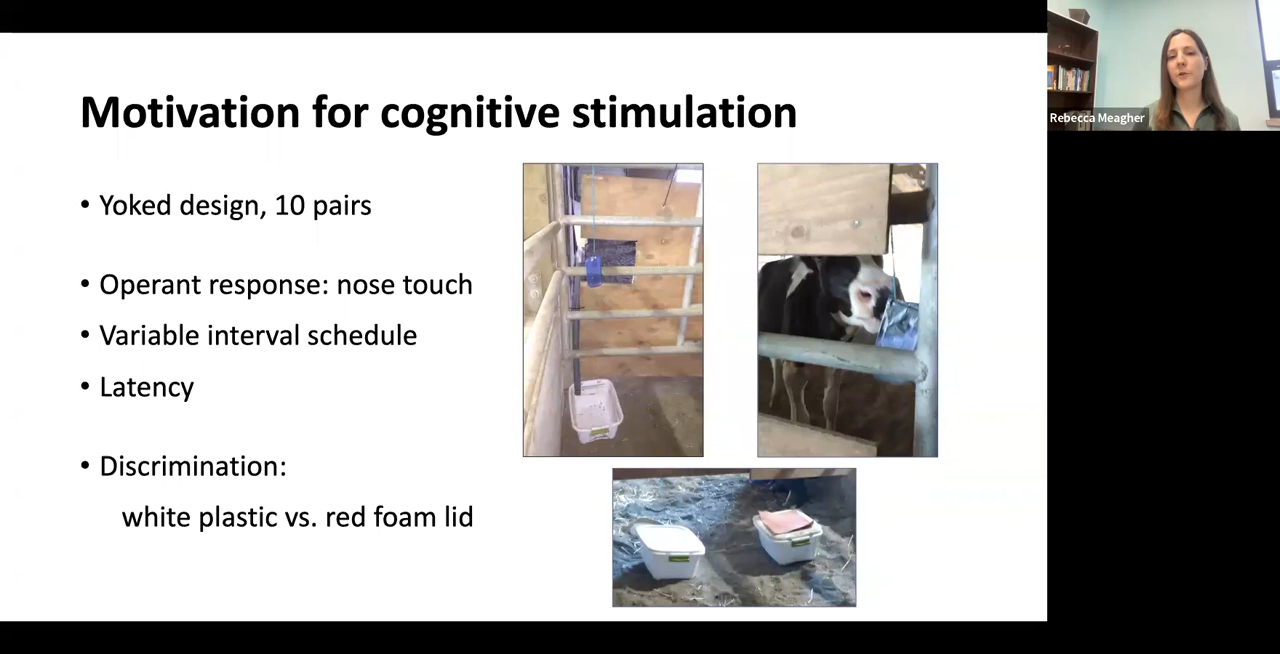 Motivation for cognitive stimulation
• Yoked design, 10 pairs
• Operant response: nose touch
• Variable interval schedule
• Latency
• Discrimination:
white plastic vs. red foam lid
Rebecca Meagher